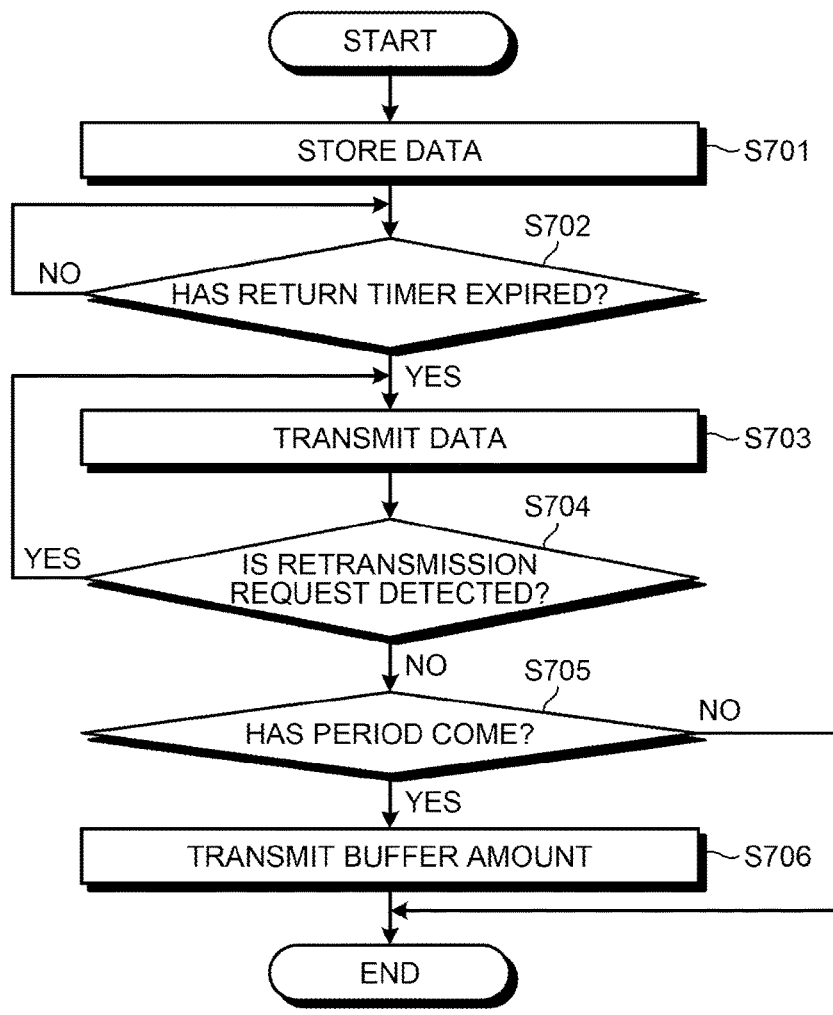 START
STORE DATA
S701
S702
NO
HAS RETURN TIMER EXPIRED?
YES
TRANSMIT DATA
S703
S704
YES
IS RETRANSMISSION
REQUEST DETECTED?
NO
S705
NO
HAS PERIOD COME?
YES
TRANSMIT BUFFER AMOUNT
S706
END